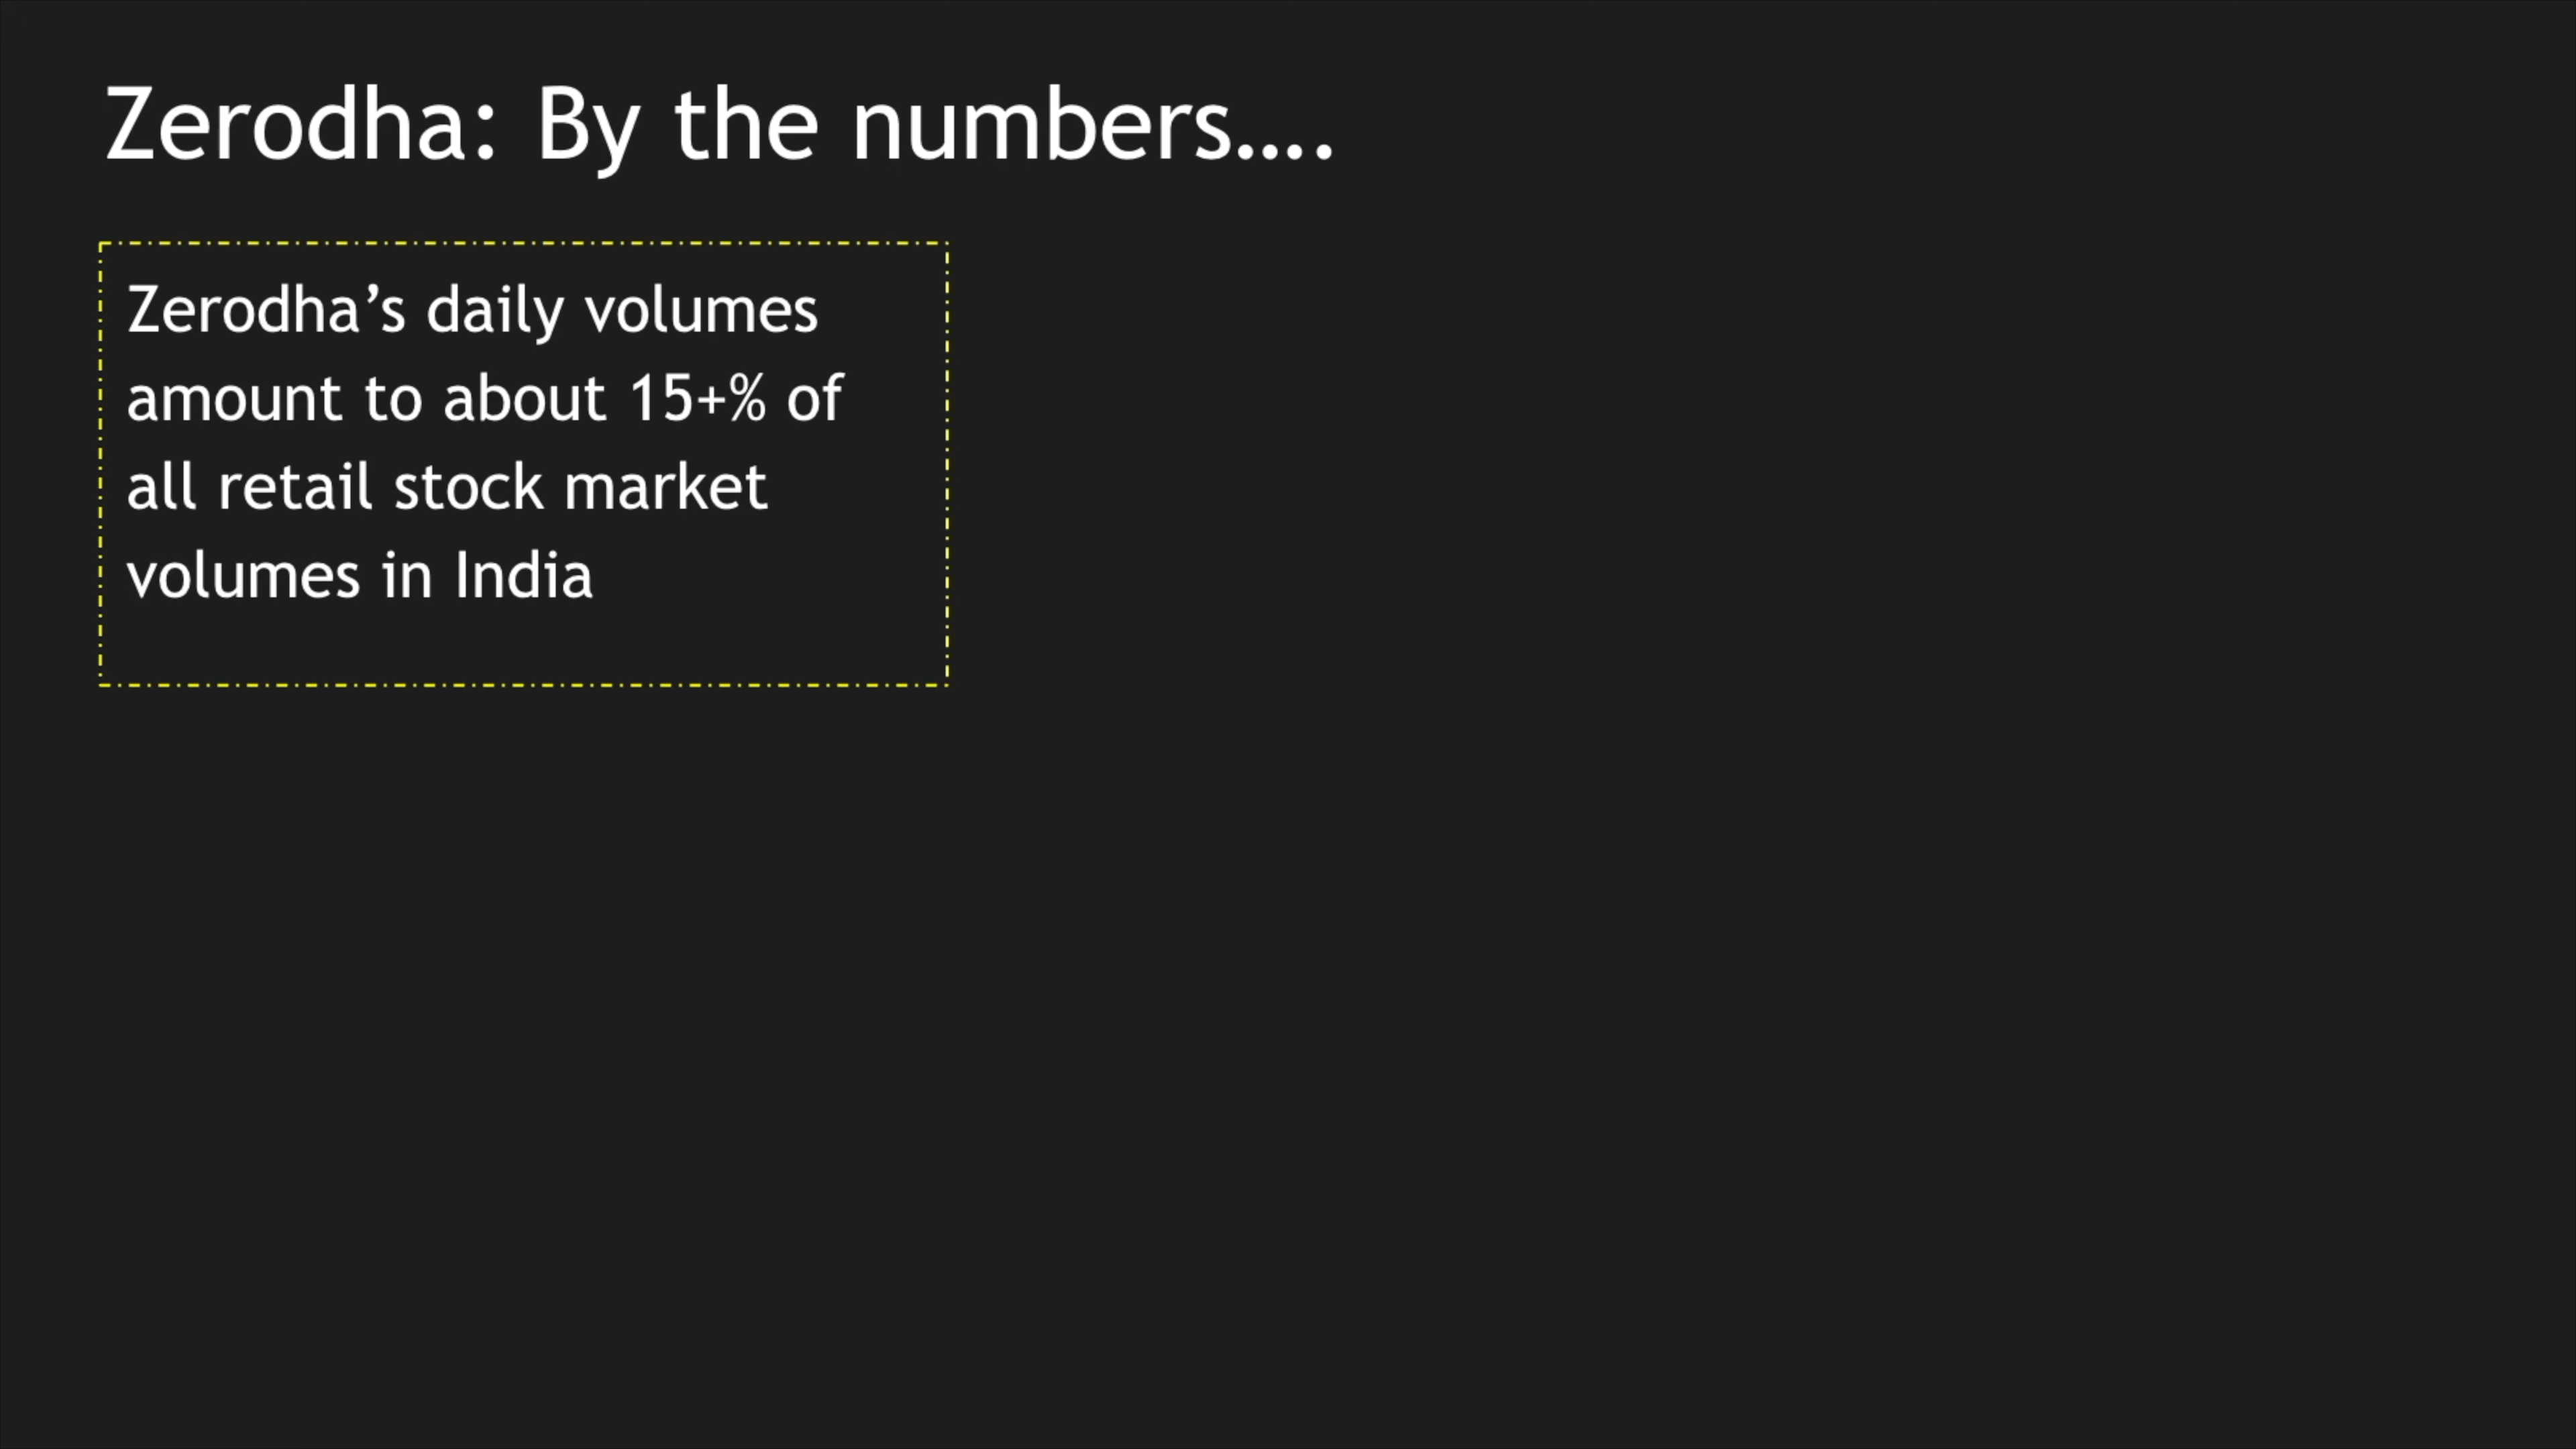 Zerodha: By the numbers....
Zerodha’s daily volumes
amount to about 15+% of
all retail stock market
volumes in India